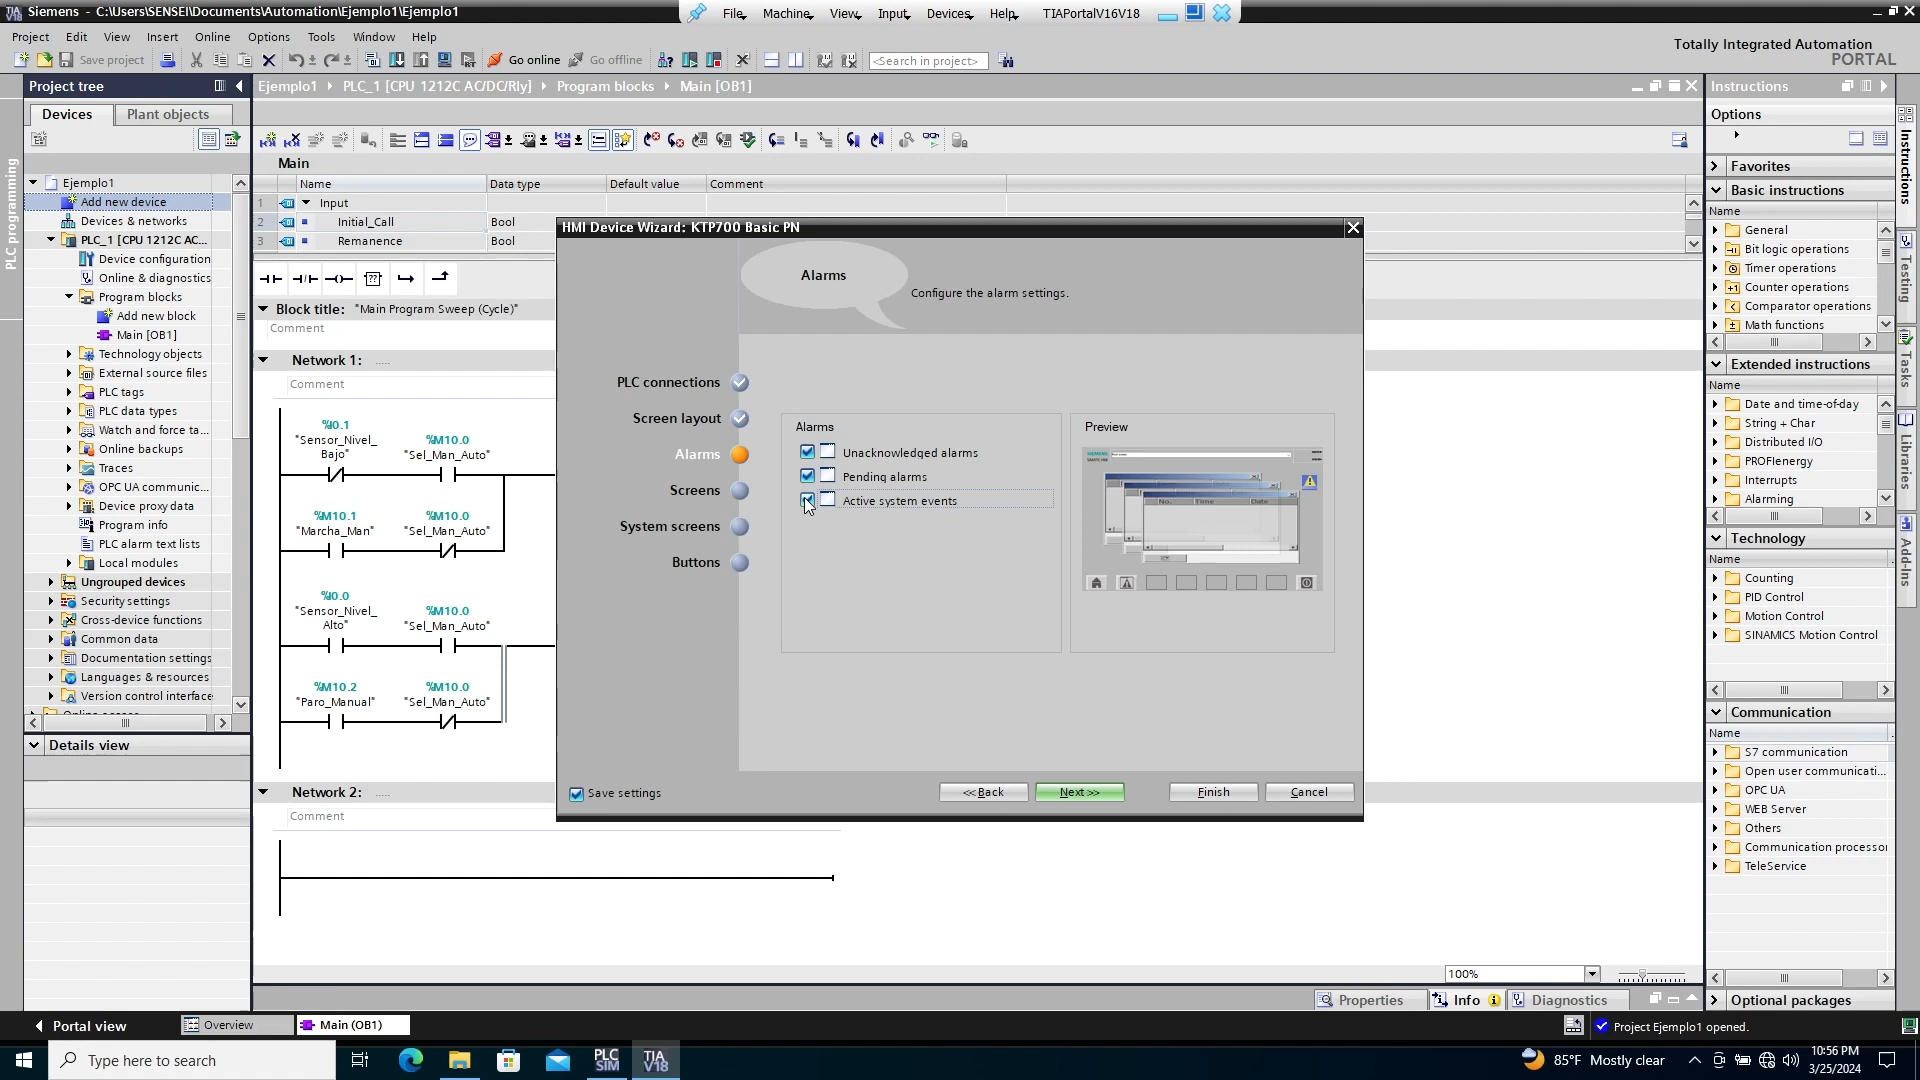 Siemens - C:\Users\SENSEI\Documents\Automation\Ejemplo1\Ejemplo1
File Machine View Input Devices Help TIAPortalV16V18
Project Edit View Insert Online Options Tools Window Help
Totally Integrated Automation
PORTAL
Save project
Go online
Go offline
<Search in project>
Project tree
Ejemplo1 PLC_1 [CPU 1212C AC/DC/Rly] Program blocks Main [OB1]
Instructions
Devices
Plant objects
Options
Main
Name Data type Default value Comment
1 Input
2 Initial_Call Bool
3 Remanence Bool
Ejemplo1
Add new device
Devices & networks
PLC_1 [CPU 1212C AC...
Device configuration
Online & diagnostics
Program blocks
Add new block
Main [OB1]
Technology objects
External source files
PLC tags
PLC data types
Watch and force ta...
Online backups
Traces
OPC UA communic...
Device proxy data
Program info
PLC alarm text lists
Local modules
Ungrouped devices
Security settings
Cross-device functions
Common data
Documentation settings
Languages & resources
Version control interface
Details view
PLC programming
Block title: "Main Program Sweep (Cycle)"
Comment
Network 1: .....
Comment
%I0.1
"Sensor_Nivel_
Bajo"
%M10.0
"Sel_Man_Auto"
%M10.1
"Marcha_Man"
%M10.0
"Sel_Man_Auto"
%I0.0
"Sensor_Nivel_
Alto"
%M10.0
"Sel_Man_Auto"
%M10.2
"Paro_Manual"
%M10.0
"Sel_Man_Auto"
Network 2: .....
Comment
HMI Device Wizard: KTP700 Basic PN
Alarms
Configure the alarm settings.
PLC connections
Screen layout
Alarms
Screens
System screens
Buttons
Alarms
Unacknowledged alarms
Pending alarms
Active system events
Preview
SIEMENS
No. Time Date
Save settings
<<Back
Next>>
Finish
Cancel
Favorites
Basic instructions
Name
General
Bit logic operations
Timer operations
Counter operations
Comparator operations
Math functions
Extended instructions
Name
Date and time-of-day
String + Char
Distributed I/O
PROFIenergy
Interrupts
Alarming
Technology
Name
Counting
PID Control
Motion Control
SINAMICS Motion Control
Communication
Name
S7 communication
Open user communicati...
OPC UA
WEB Server
Others
Communication processor
TeleService
Optional packages
Instructions
Testing
Tasks
Libraries
Add-Ins
100%
Properties
Info
Diagnostics
Portal view
Overview
Main (OB1)
Project Ejemplo1 opened.
Type here to search
PLC
SIM
TIA
V18
85°F Mostly clear
10:56 PM
3/25/2024